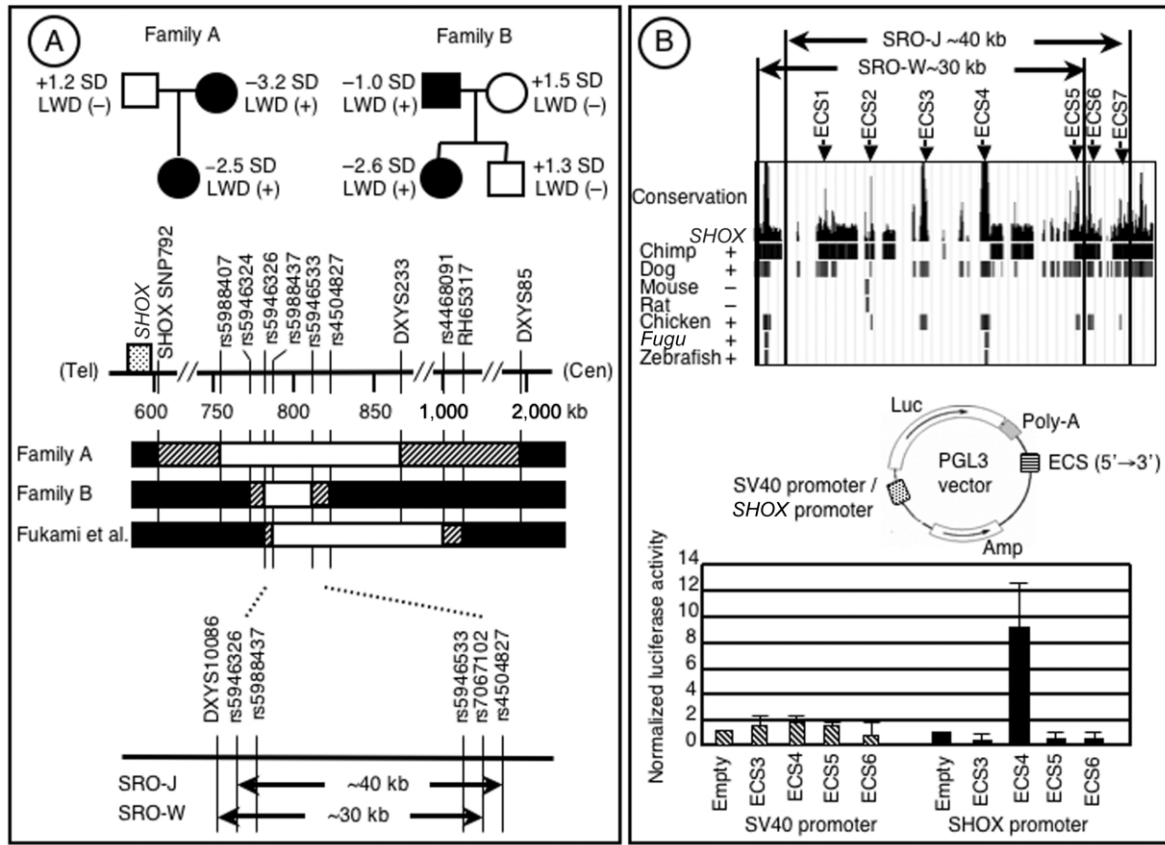 A
Family A
Family B
+1.2 SD
LWD (–)
–3.2 SD
LWD (+)
–1.0 SD
LWD (+)
+1.5 SD
LWD (–)
–2.5 SD
LWD (+)
–2.6 SD
LWD (+)
+1.3 SD
LWD (–)
SHOX
SHOX SNP792
rs5988407
rs5946324
rs5946326
rs5988437
rs5946533
rs4504827
DXYS233
rs4468091
RH65317
DXYS85
(Tel) // // // (Cen)
600 750 800 850 1,000 2,000 kb
Family A
Family B
Fukami et al.
DXYS10086
rs5946326
rs5988437
rs5946533
rs7067102
rs4504827
SRO-J ~40 kb
SRO-W ~30 kb
B
SRO-J ~40 kb
SRO-W~30 kb
ECS1
ECS2
ECS3
ECS4
ECS5
ECS6
ECS7
Conservation
SHOX
Chimp +
Dog +
Mouse –
Rat –
Chicken +
Fugu +
Zebrafish +
Luc
Poly-A
PGL3
vector
ECS (5'→3')
SV40 promoter /
SHOX promoter
Amp
Normalized luciferase activity
14
12
10
8
6
4
2
0
Empty
ECS3
ECS4
ECS5
ECS6
Empty
ECS3
ECS4
ECS5
ECS6
SV40 promoter
SHOX promoter